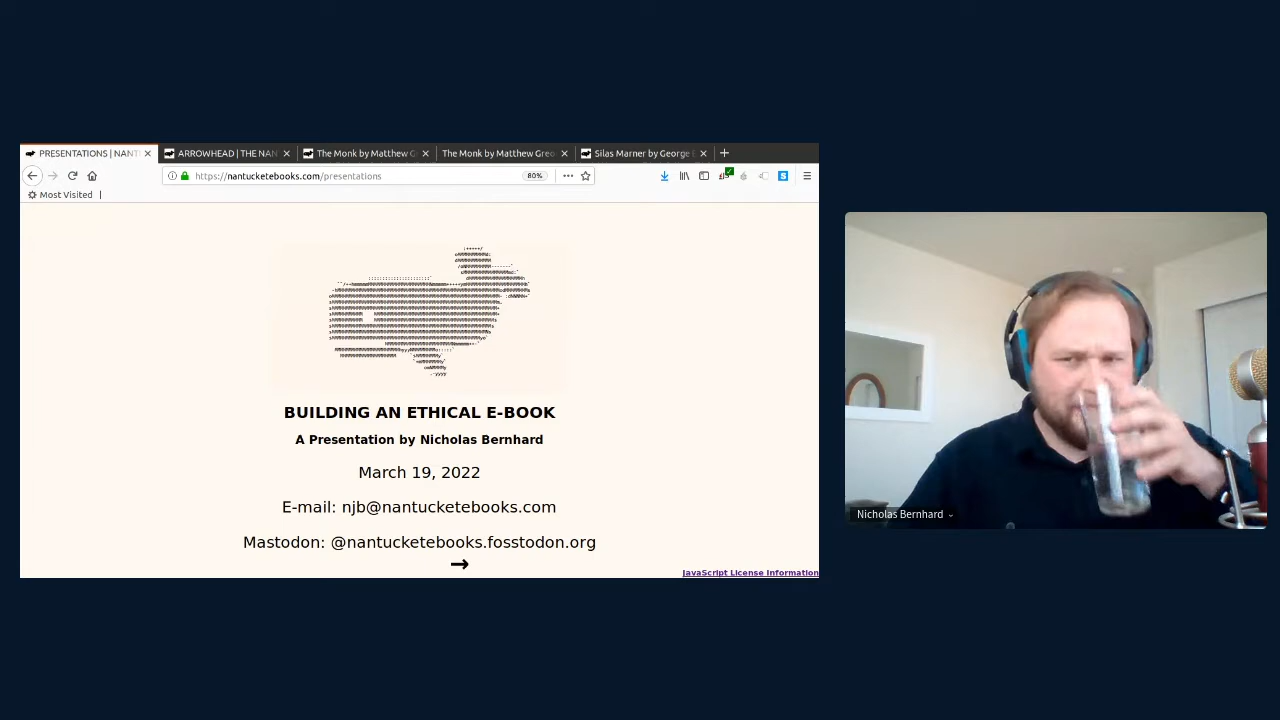 PRESENTATIONS | NANT
ARROWHEAD | THE NAN
The Monk by Matthew G
The Monk by Matthew Greo
Silas Marner by George E
https://nantucketebooks.com/presentations
80%
Most Visited
BUILDING AN ETHICAL E-BOOK
A Presentation by Nicholas Bernhard
March 19, 2022
E-mail: njb@nantucketebooks.com
Mastodon: @nantucketebooks.fosstodon.org
→
JavaScript License Information
Nicholas Bernhard